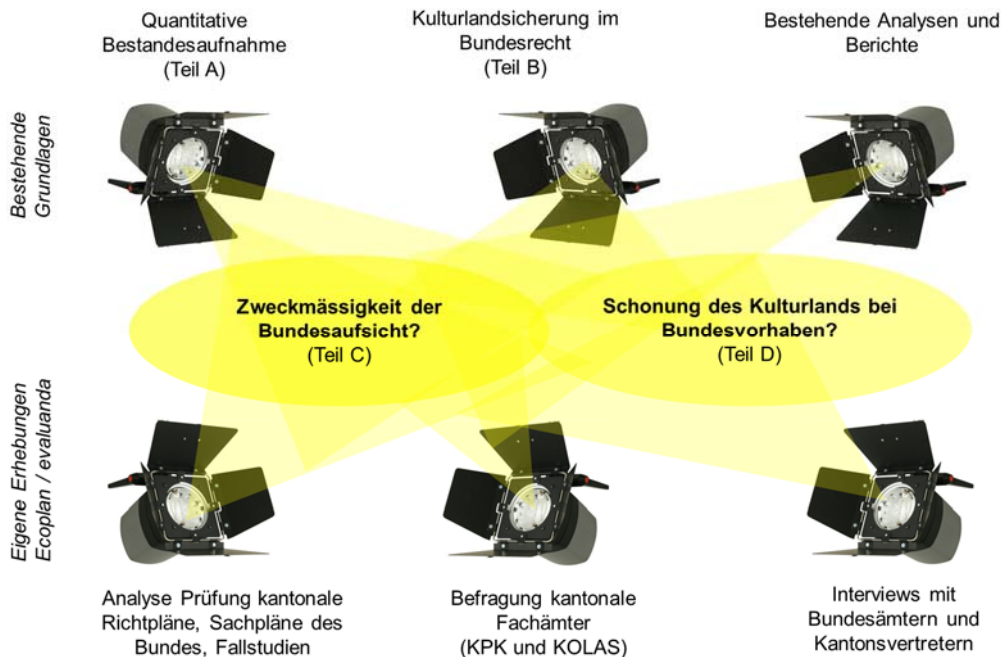 Quantitative
Bestandesaufnahme
(Teil A)
Kulturlandsicherung im
Bundesrecht
(Teil B)
Bestehende Analysen und
Berichte
Bestehende
Grundlagen
Zweckmässigkeit der
Bundesaufsicht?
(Teil C)
Schonung des Kulturlands bei
Bundesvorhaben?
(Teil D)
Eigene Erhebungen
Ecoplan / evaluanda
Analyse Prüfung kantonale
Richtpläne, Sachpläne des
Bundes, Fallstudien
Befragung kantonale
Fachämter
(KPK und KOLAS)
Interviews mit
Bundesämtern und
Kantonsvertretern